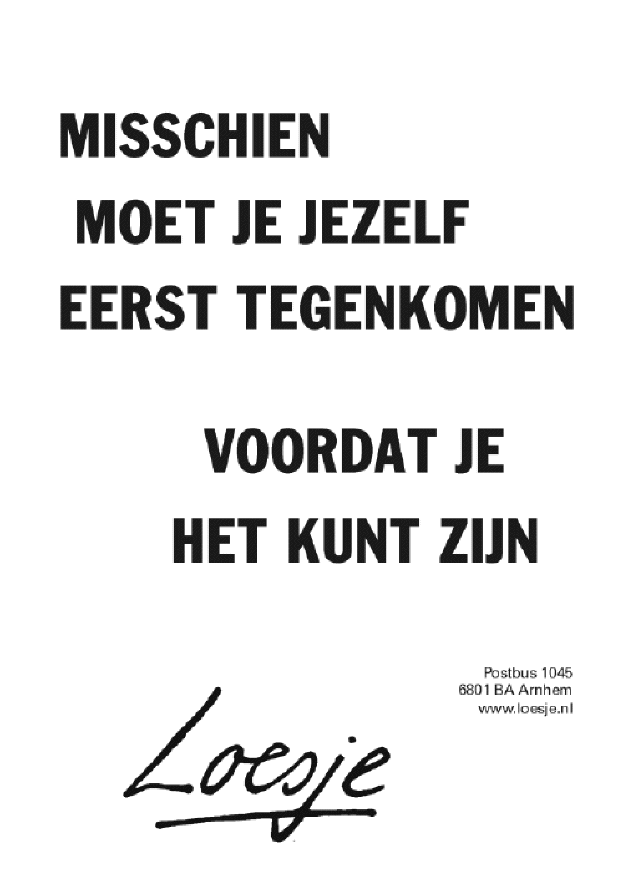 MISSCHIEN
MOET JE JEZELF
EERST TEGENKOMEN
VOORDAT JE
HET KUNT ZIJN
Postbus 1045
6801 BA Arnhem
www.loesje.nl
Loesje